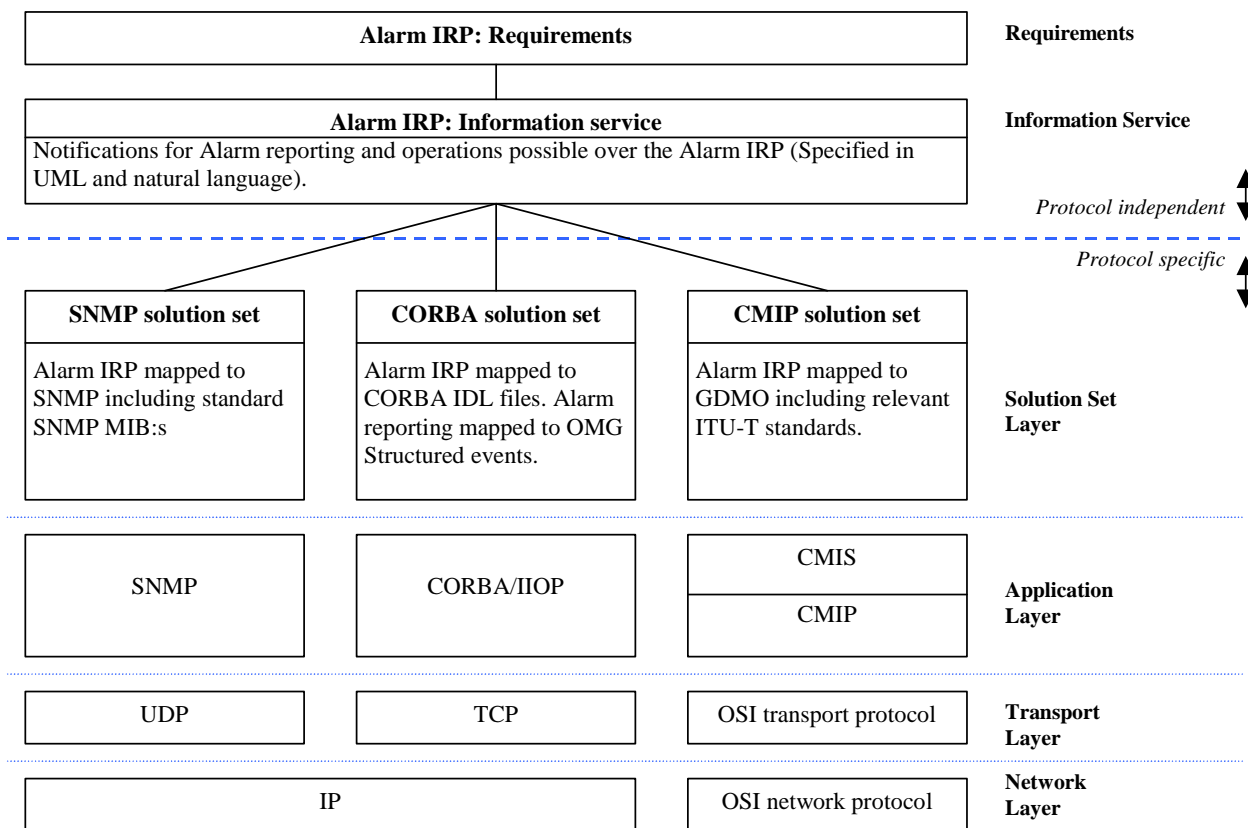 Alarm IRP: Requirements
Requirements
Alarm IRP: Information service
Information Service
Notifications for Alarm reporting and operations possible over the Alarm IRP (Specified in
UML and natural language).
Protocol independent
Protocol specific
SNMP solution set
Alarm IRP mapped to
SNMP including standard
SNMP MIB:s
CORBA solution set
Alarm IRP mapped to
CORBA IDL files. Alarm
reporting mapped to OMG
Structured events.
CMIP solution set
Alarm IRP mapped to
GDMO including relevant
ITU-T standards.
Solution Set
Layer
SNMP
CORBA/IIOP
CMIS
CMIP
Application
Layer
UDP
TCP
OSI transport protocol
Transport
Layer
IP
OSI network protocol
Network
Layer